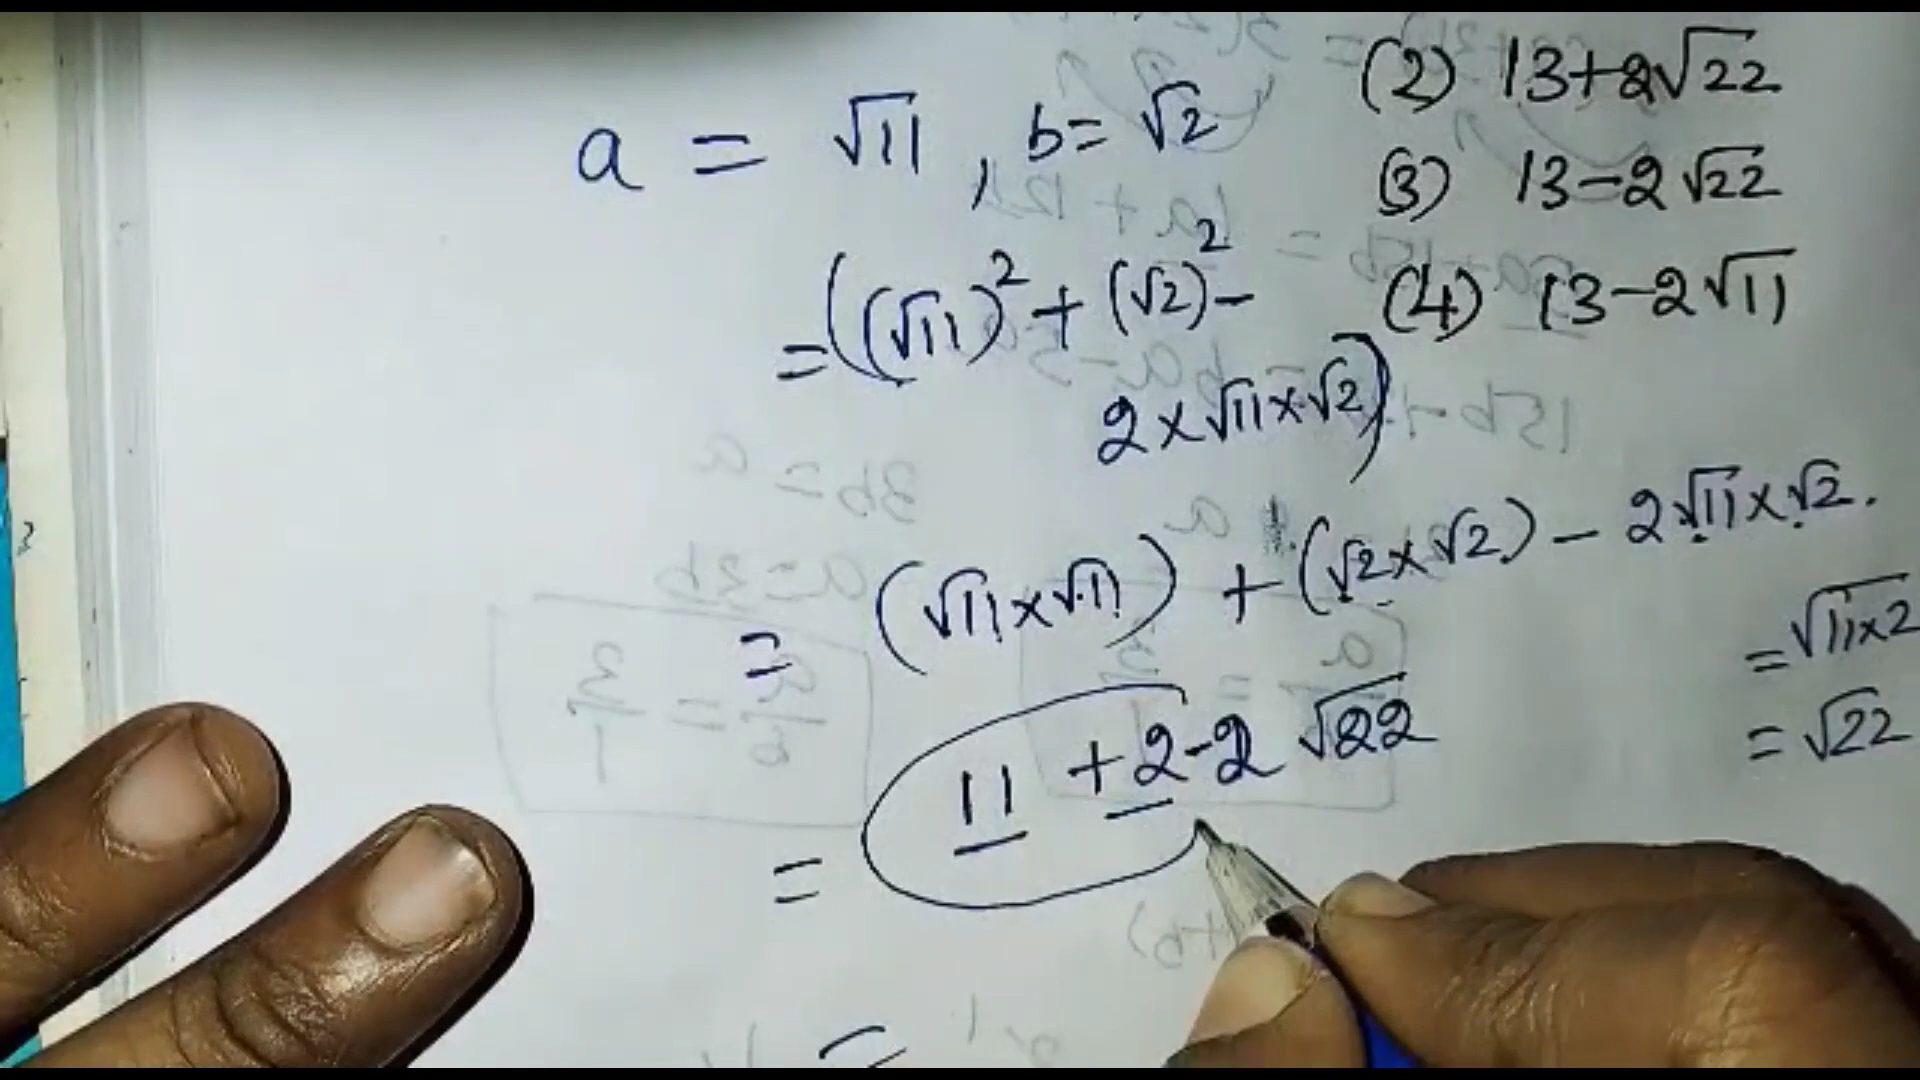 a = √11 , b = √2
(2) 13+2√22
(3) 13-2√22
(4) 13-2√11
= ((√11)² + (√2)² -
2×√11×√2)
= (√11×√11) + (√2×√2) - 2√11×√2.
= √11×2
= √22
= 11 + 2 - 2 √22
=